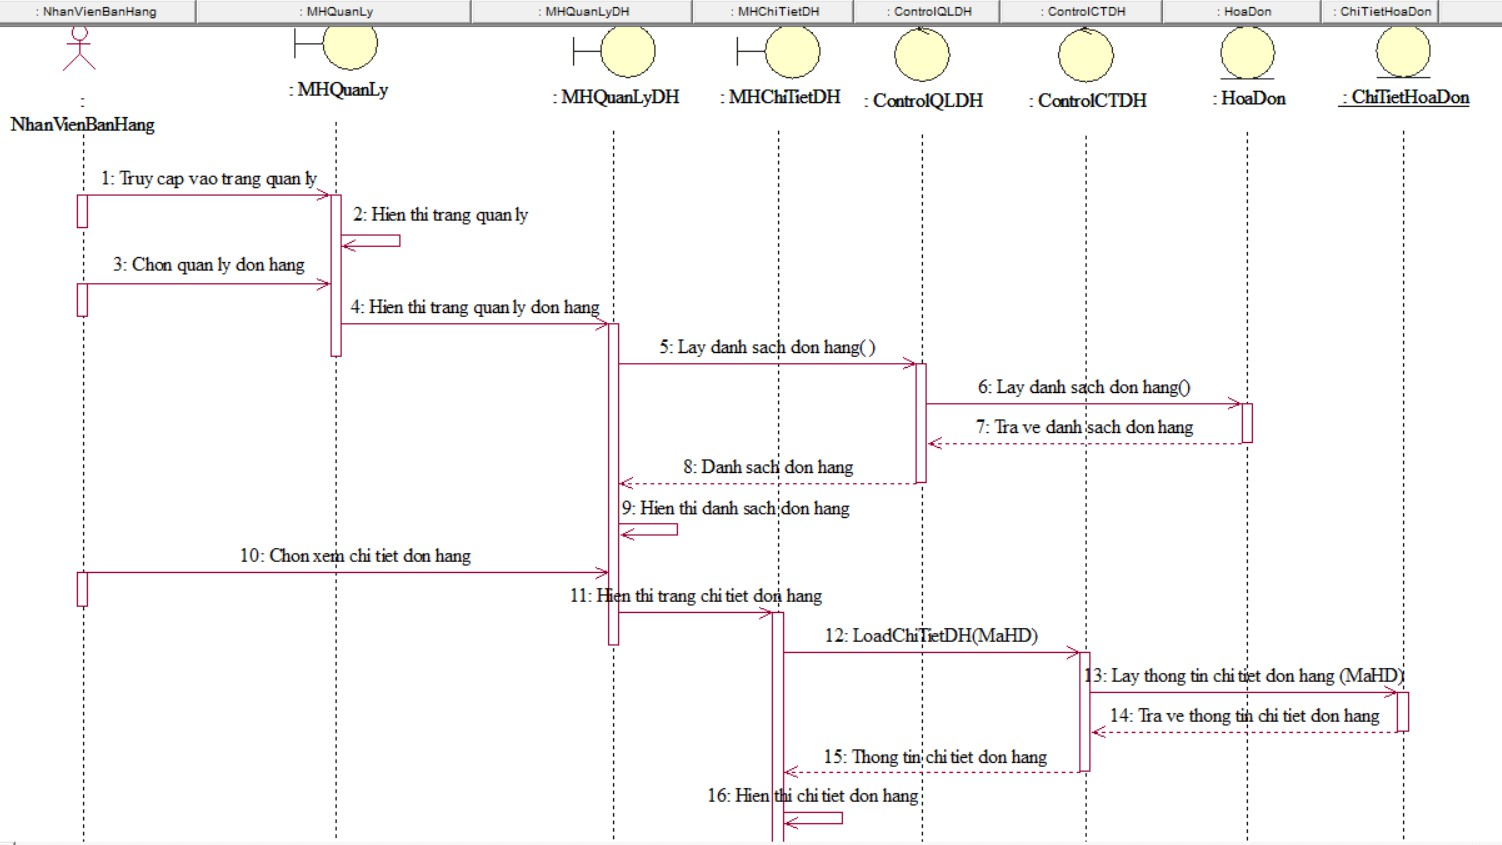 : NhanVienBanHang
: MHQuanLy
: MHQuanLyDH
: MHChiTietDH
: ControlQLDH
: ControlCTDH
: HoaDon
: ChiTietHoaDon
:
NhanVienBanHang
: MHQuanLy
: MHQuanLyDH
: MHChiTietDH
: ControlQLDH
: ControlCTDH
: HoaDon
: ChiTietHoaDon
1: Truy cap vao trang quan ly
2: Hien thi trang quan ly
3: Chon quan ly don hang
4: Hien thi trang quan ly don hang
5: Lay danh sach don hang( )
6: Lay danh sach don hang()
7: Tra ve danh sach don hang
8: Danh sach don hang
9: Hien thi danh sach don hang
10: Chon xem chi tiet don hang
11: Hien thi trang chi tiet don hang
12: LoadChiTietDH(MaHD)
13: Lay thong tin chi tiet don hang (MaHD)
14: Tra ve thong tin chi tiet don hang
15: Thong tin chi tiet don hang
16: Hien thi chi tiet don hang